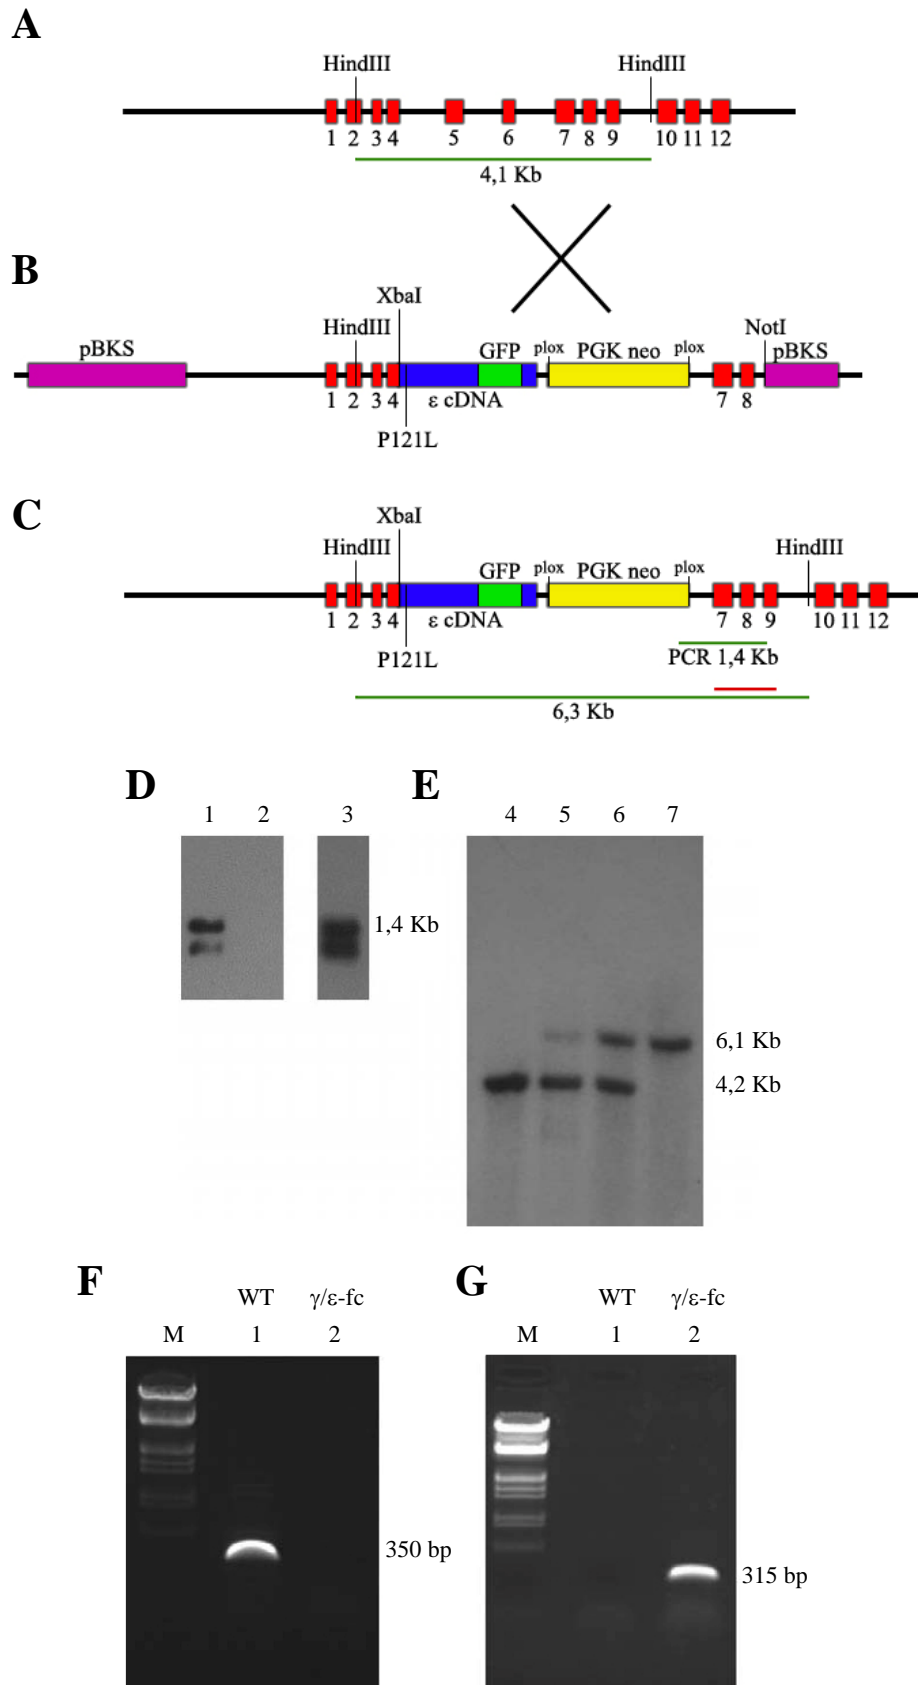 A
HindIII HindIII
1 2 3 4 5 6 7 8 9 10 11 12
4,1 Kb
B
XbaI
pBKS HindIII GFP plox PGK neo plox NotI pBKS
1 2 3 4 ε cDNA 7 8
P121L
C
XbaI
HindIII GFP plox PGK neo plox HindIII
1 2 3 4 ε cDNA 7 8 9 10 11 12
P121L PCR 1,4 Kb
6,3 Kb
D E
1 2 3 4 5 6 7
1,4 Kb
6,1 Kb
4,2 Kb
F G
WT γ/ε-fc WT γ/ε-fc
M 1 2 M 1 2
350 bp
315 bp